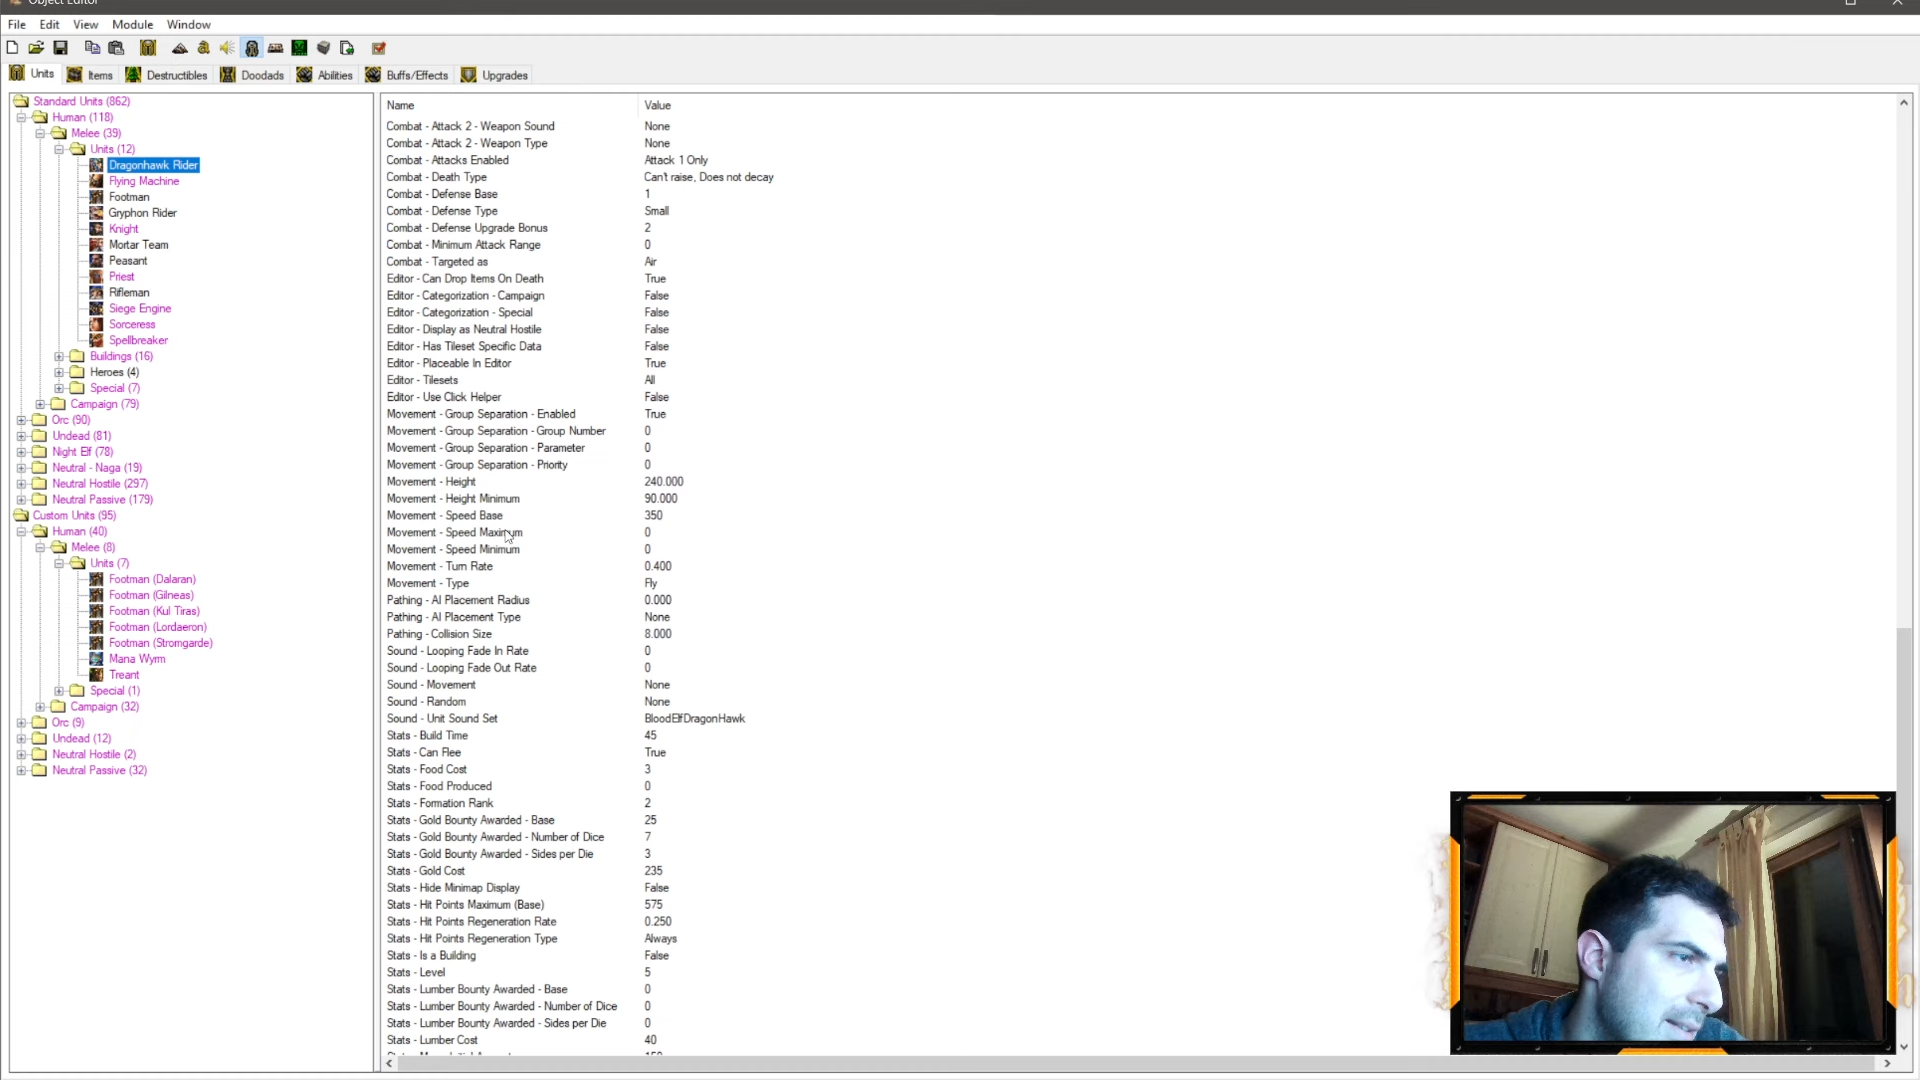 Object Editor
File Edit View Module Window
Units Items Destructibles Doodads Abilities Buffs/Effects Upgrades
Standard Units (862)
Human (118)
Melee (39)
Units (12)
Dragonhawk Rider
Flying Machine
Footman
Gryphon Rider
Knight
Mortar Team
Peasant
Priest
Rifleman
Siege Engine
Sorceress
Spellbreaker
Buildings (16)
Heroes (4)
Special (7)
Campaign (79)
Orc (90)
Undead (81)
Night Elf (78)
Neutral - Naga (19)
Neutral Hostile (297)
Neutral Passive (179)
Custom Units (95)
Human (40)
Melee (8)
Units (7)
Footman (Dalaran)
Footman (Gilneas)
Footman (Kul Tiras)
Footman (Lordaeron)
Footman (Stromgarde)
Mana Wyrm
Treant
Special (1)
Campaign (32)
Orc (9)
Undead (12)
Neutral Hostile (2)
Neutral Passive (32)
Name Value
Combat - Attack 2 - Weapon Sound None
Combat - Attack 2 - Weapon Type None
Combat - Attacks Enabled Attack 1 Only
Combat - Death Type Can't raise, Does not decay
Combat - Defense Base 1
Combat - Defense Type Small
Combat - Defense Upgrade Bonus 2
Combat - Minimum Attack Range 0
Combat - Targeted as Air
Editor - Can Drop Items On Death True
Editor - Categorization - Campaign False
Editor - Categorization - Special False
Editor - Display as Neutral Hostile False
Editor - Has Tileset Specific Data False
Editor - Placeable In Editor True
Editor - Tilesets All
Editor - Use Click Helper False
Movement - Group Separation - Enabled True
Movement - Group Separation - Group Number 0
Movement - Group Separation - Parameter 0
Movement - Group Separation - Priority 0
Movement - Height 240.000
Movement - Height Minimum 90.000
Movement - Speed Base 350
Movement - Speed Maximum 0
Movement - Speed Minimum 0
Movement - Turn Rate 0.400
Movement - Type Fly
Pathing - AI Placement Radius 0.000
Pathing - AI Placement Type None
Pathing - Collision Size 8.000
Sound - Looping Fade In Rate 0
Sound - Looping Fade Out Rate 0
Sound - Movement None
Sound - Random None
Sound - Unit Sound Set BloodElfDragonHawk
Stats - Build Time 45
Stats - Can Flee True
Stats - Food Cost 3
Stats - Food Produced 0
Stats - Formation Rank 2
Stats - Gold Bounty Awarded - Base 25
Stats - Gold Bounty Awarded - Number of Dice 7
Stats - Gold Bounty Awarded - Sides per Die 3
Stats - Gold Cost 235
Stats - Hide Minimap Display False
Stats - Hit Points Maximum (Base) 575
Stats - Hit Points Regeneration Rate 0.250
Stats - Hit Points Regeneration Type Always
Stats - Is a Building False
Stats - Level 5
Stats - Lumber Bounty Awarded - Base 0
Stats - Lumber Bounty Awarded - Number of Dice 0
Stats - Lumber Bounty Awarded - Sides per Die 0
Stats - Lumber Cost 40